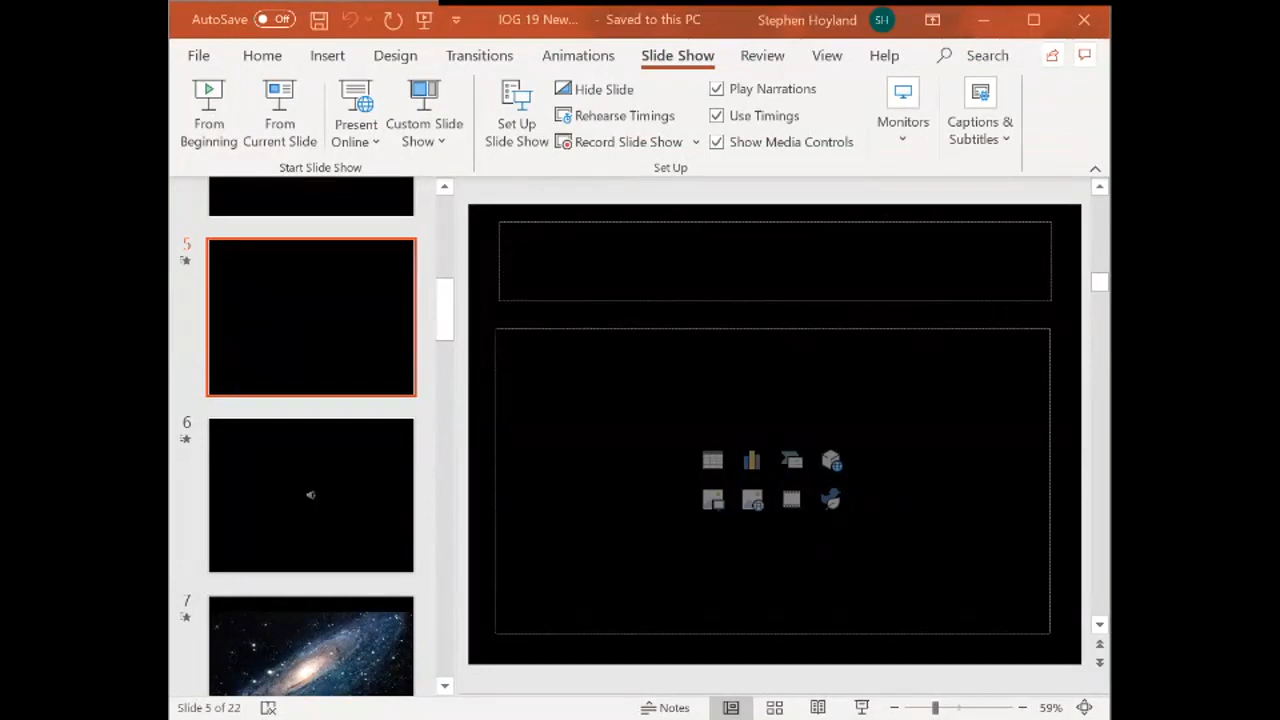 AutoSave Off IOG 19 New... - Saved to this PC Stephen Hoyland SH
File Home Insert Design Transitions Animations Slide Show Review View Help Search
From Beginning
From Current Slide
Present Online
Custom Slide Show
Start Slide Show
Set Up Slide Show
Hide Slide
Rehearse Timings
Record Slide Show
Play Narrations
Use Timings
Show Media Controls
Set Up
Monitors
Captions & Subtitles
5
6
7
Slide 5 of 22 Notes 59%